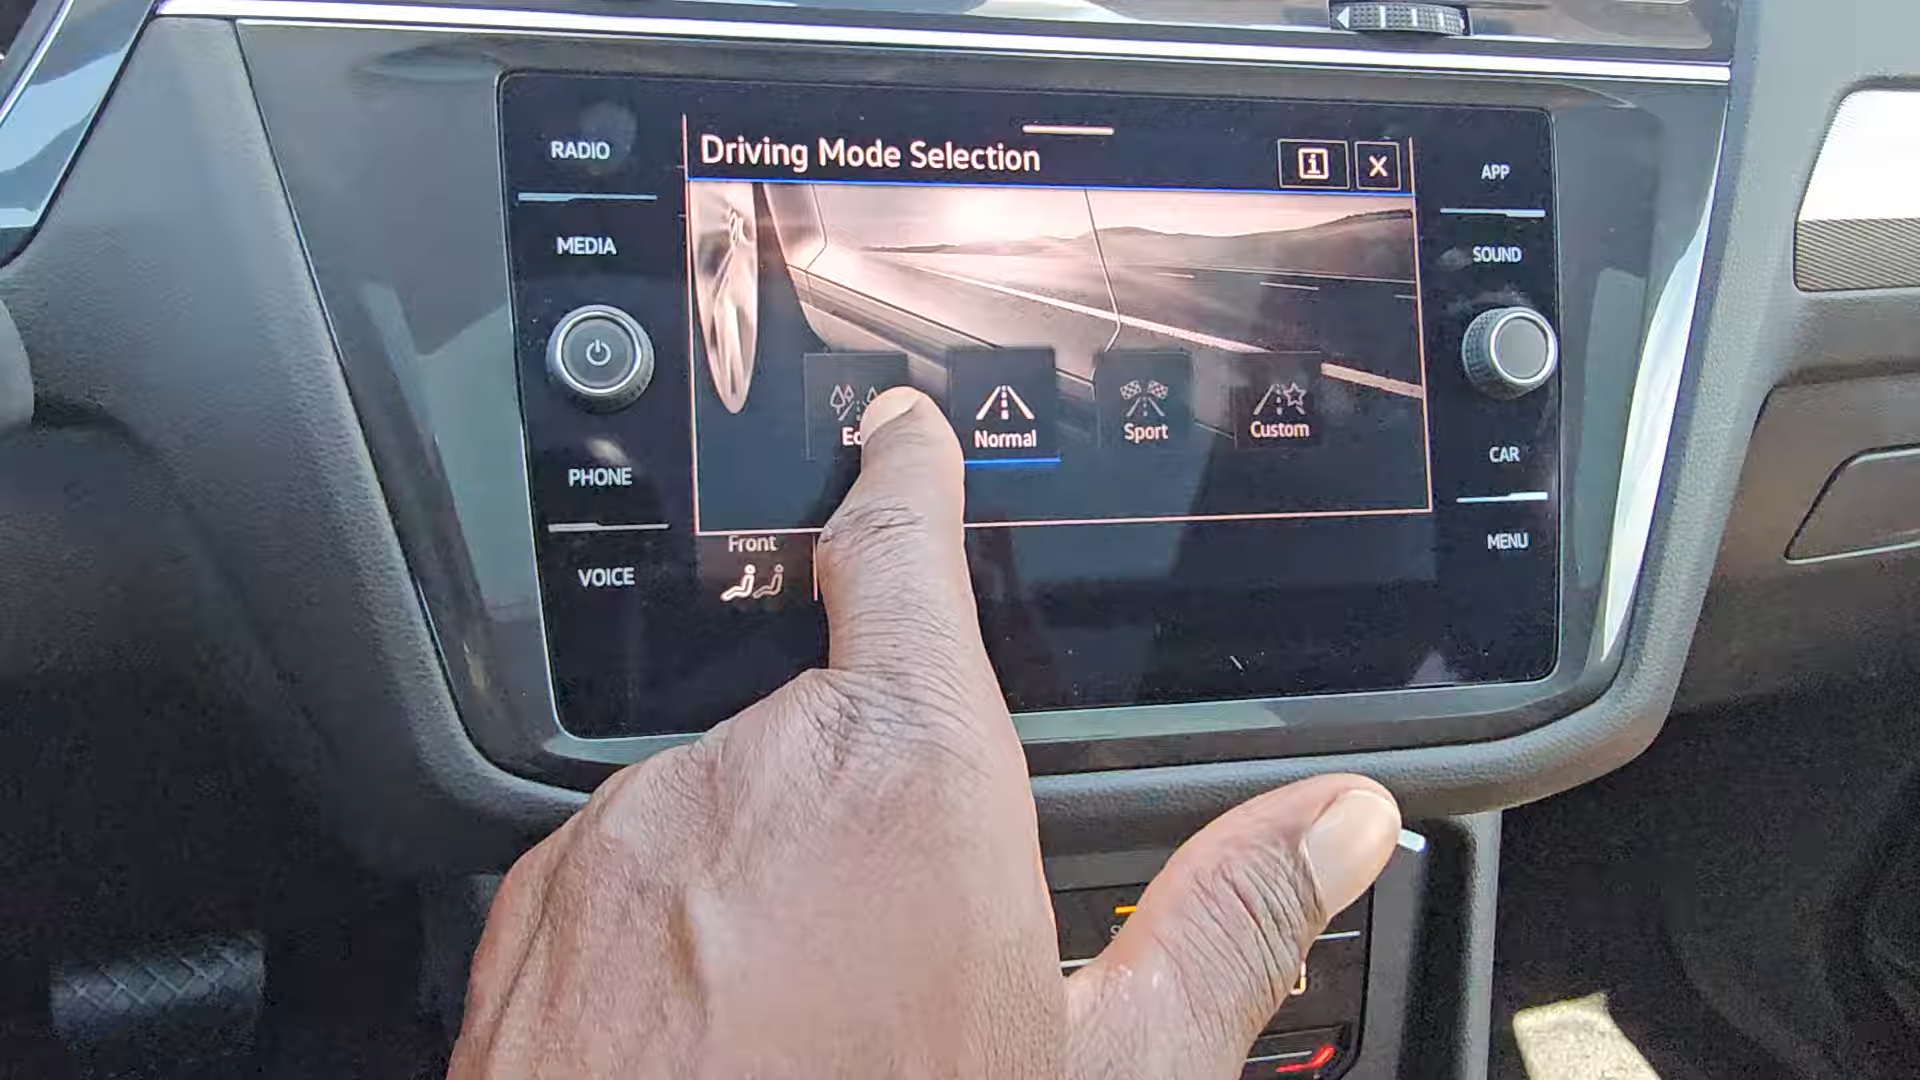 RADIO
MEDIA
PHONE
VOICE
Driving Mode Selection
i
X
Normal
Sport
Custom
Front
APP
SOUND
CAR
MENU